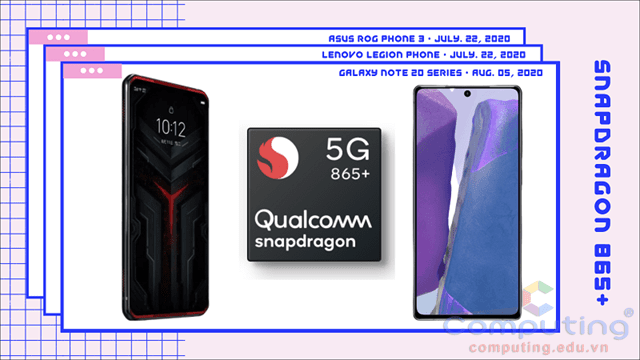 ASUS ROG PHONE 3 • JULY. 22, 2020
LENOVO LEGION PHONE • JULY. 22, 2020
GALAXY NOTE 20 SERIES • AUG. 05, 2020
10:12
5G
865+
Qualcomm
snapdragon
SNAPDRAGON 865+
Computing®
computing.edu.vn